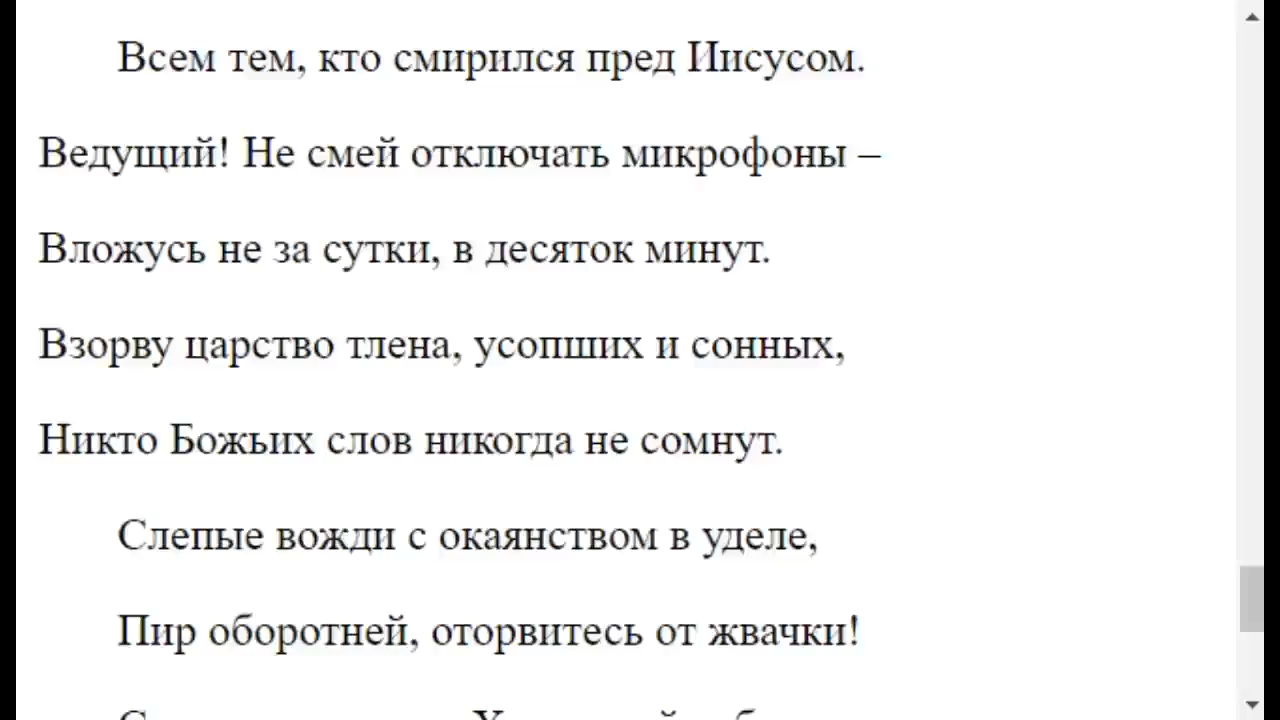 Всем тем, кто смирился пред Иисусом.
Ведущий! Не смей отключать микрофоны –
Вложусь не за сутки, в десяток минут.
Взорву царство тлена, усопших и сонных,
Никто Божьих слов никогда не сомнут.
Слепые вожди с окаянством в уделе,
Пир оборотней, оторвитесь от жвачки!